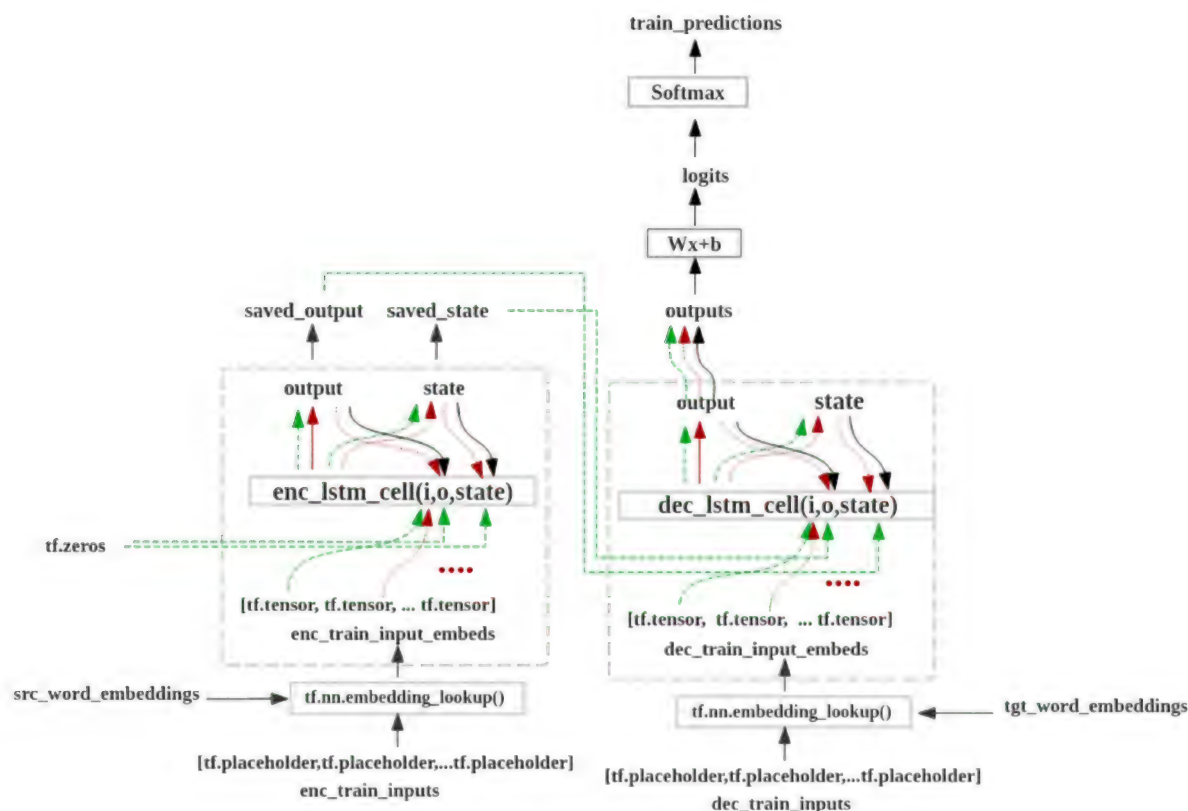 train_predictions
Softmax
logits
Wx+b
saved_output saved_state
outputs
output state
output state
enc_lstm_cell(i,o,state)
dec_lstm_cell(i,o,state)
tf.zeros
[tf.tensor, tf.tensor, ... tf.tensor]
enc_train_input_embeds
[tf.tensor, tf.tensor, ... tf.tensor]
dec_train_input_embeds
src_word_embeddings
tf.nn.embedding_lookup()
tf.nn.embedding_lookup()
tgt_word_embeddings
[tf.placeholder,tf.placeholder,...tf.placeholder]
enc_train_inputs
[tf.placeholder,tf.placeholder,...tf.placeholder]
dec_train_inputs